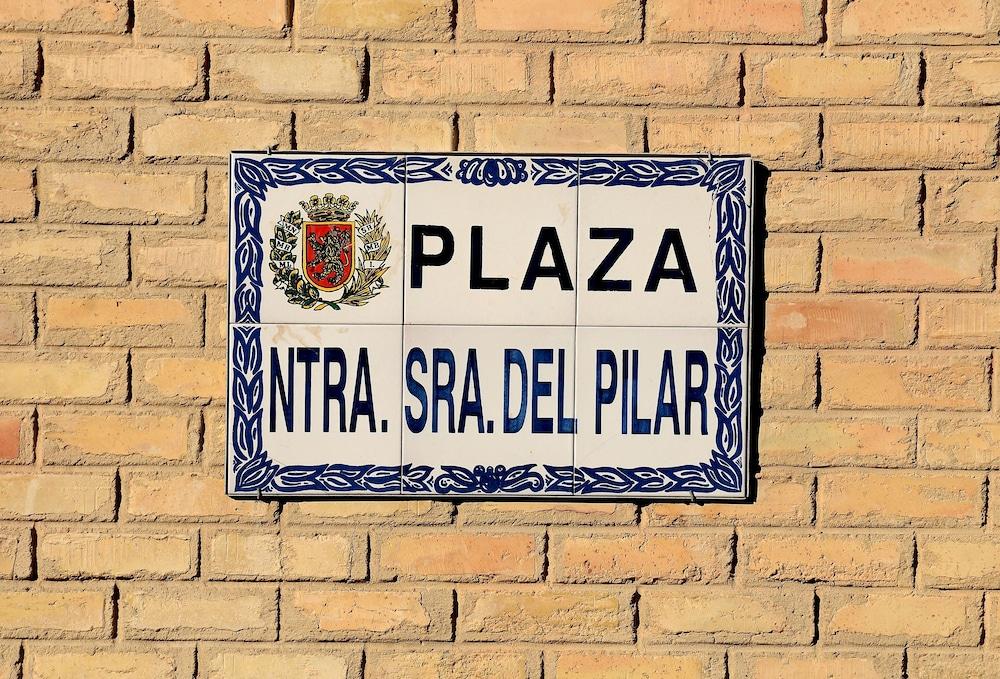 PLAZA
NTRA. SRA. DEL PILAR